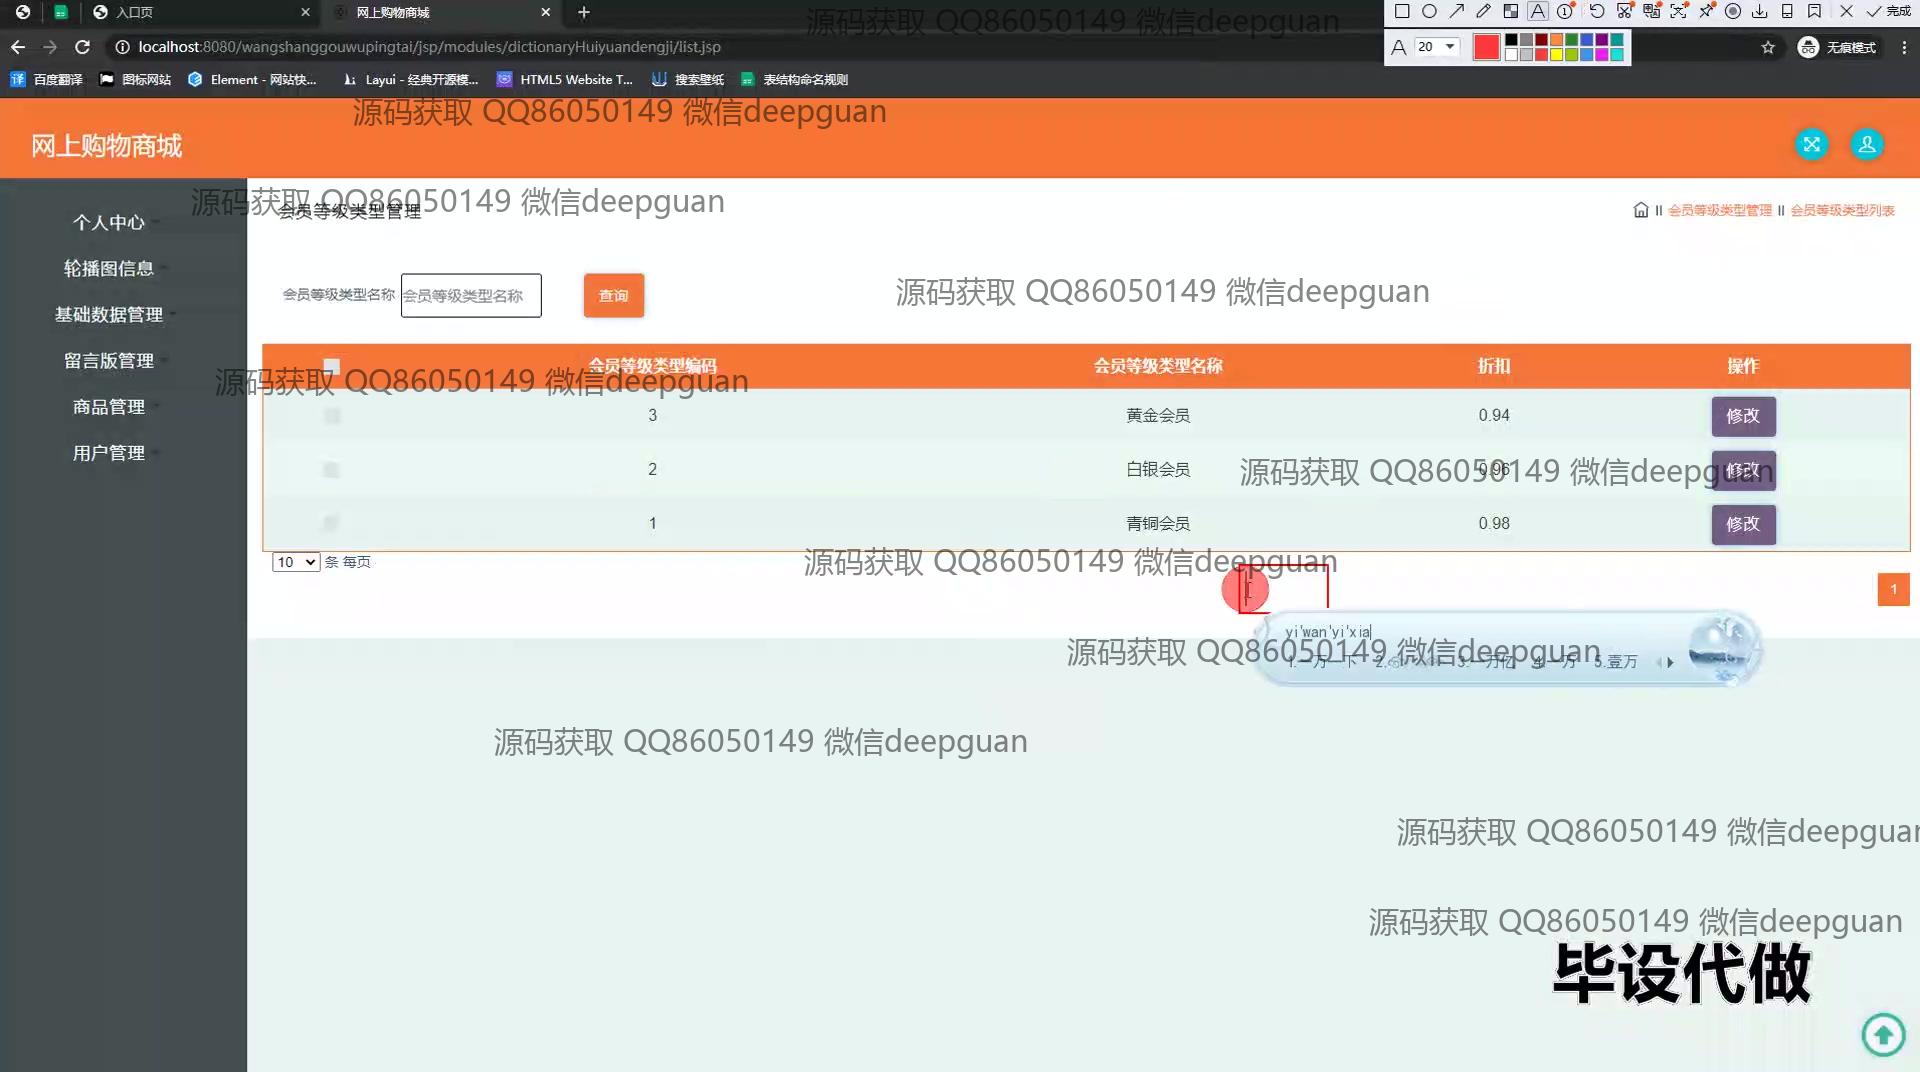 入口页
网上购物商城
完成
localhost:8080/wangshanggouwupingtai/jsp/modules/dictionaryHuiyuandengji/list.jsp
A 20
无痕模式
百度翻译
图标网站
Element - 网站快...
Layui - 经典开源模...
HTML5 Website T...
搜索壁纸
表结构命名规则
源码获取 QQ86050149 微信deepguan
源码获取 QQ86050149 微信deepguan
网上购物商城
源码获取 QQ86050149 微信deepguan
会员等级类型管理
会员等级类型管理 会员等级类型列表
个人中心
轮播图信息
基础数据管理
留言版管理
商品管理
用户管理
会员等级类型名称 会员等级类型名称 查询
源码获取 QQ86050149 微信deepguan
会员等级类型编码 会员等级类型名称 折扣 操作
源码获取 QQ86050149 微信deepguan
3 黄金会员 0.94 修改
2 白银会员 0.96 修改
源码获取 QQ86050149 微信deepguan
1 青铜会员 0.98 修改
10 条 每页
源码获取 QQ86050149 微信deepguan
1
yi'wan'yi'xia
源码获取 QQ86050149 微信deepguan
1.一万一下 2. 3.一万亿 4.一万 5.壹万
源码获取 QQ86050149 微信deepguan
源码获取 QQ86050149 微信deepguan
源码获取 QQ86050149 微信deepguan
毕设代做